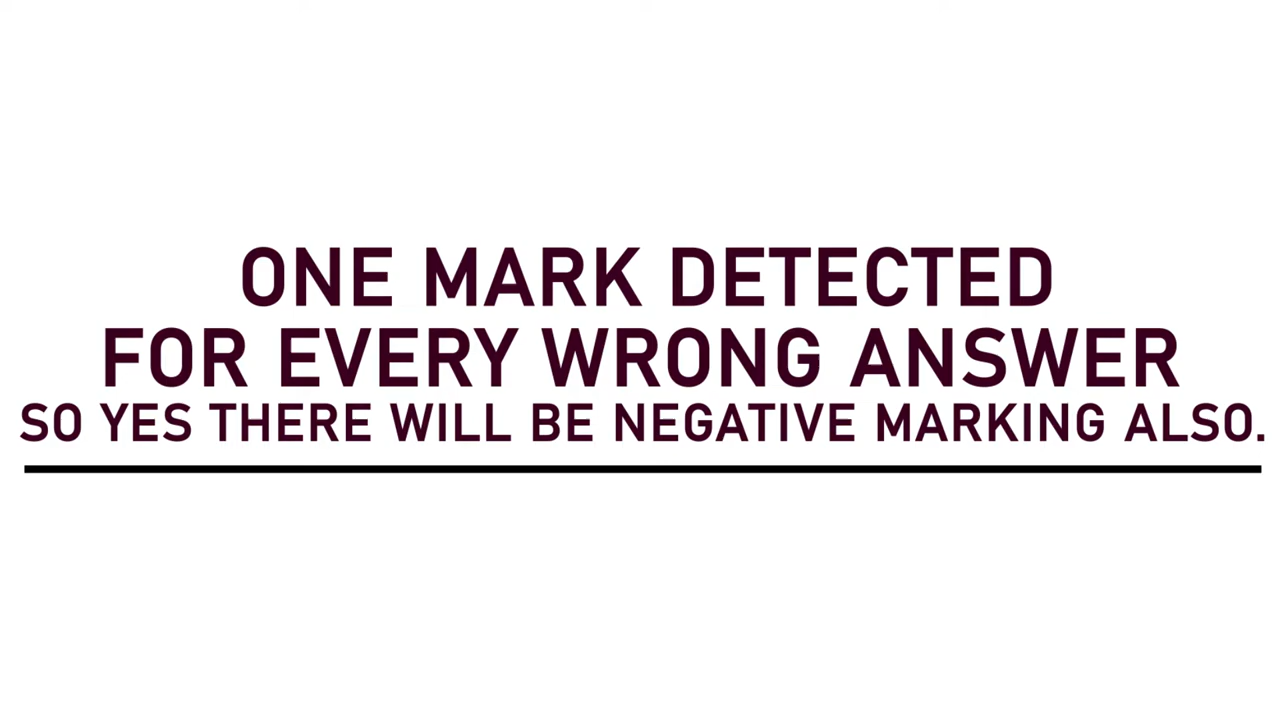 ONE MARK DETECTED
FOR EVERY WRONG ANSWER
SO YES THERE WILL BE NEGATIVE MARKING ALSO.